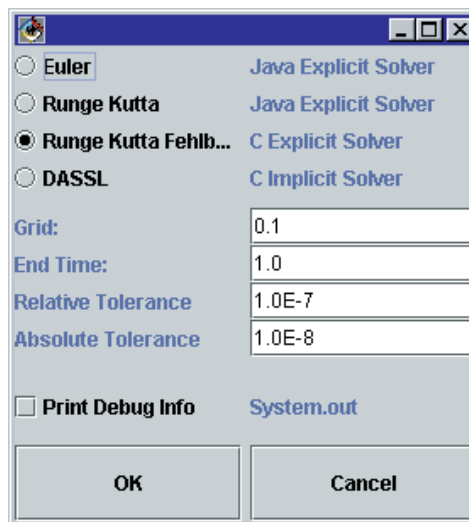 Euler Java Explicit Solver
Runge Kutta Java Explicit Solver
Runge Kutta Fehlb... C Explicit Solver
DASSL C Implicit Solver
Grid: 0.1
End Time: 1.0
Relative Tolerance 1.0E-7
Absolute Tolerance 1.0E-8
Print Debug Info System.out
OK Cancel